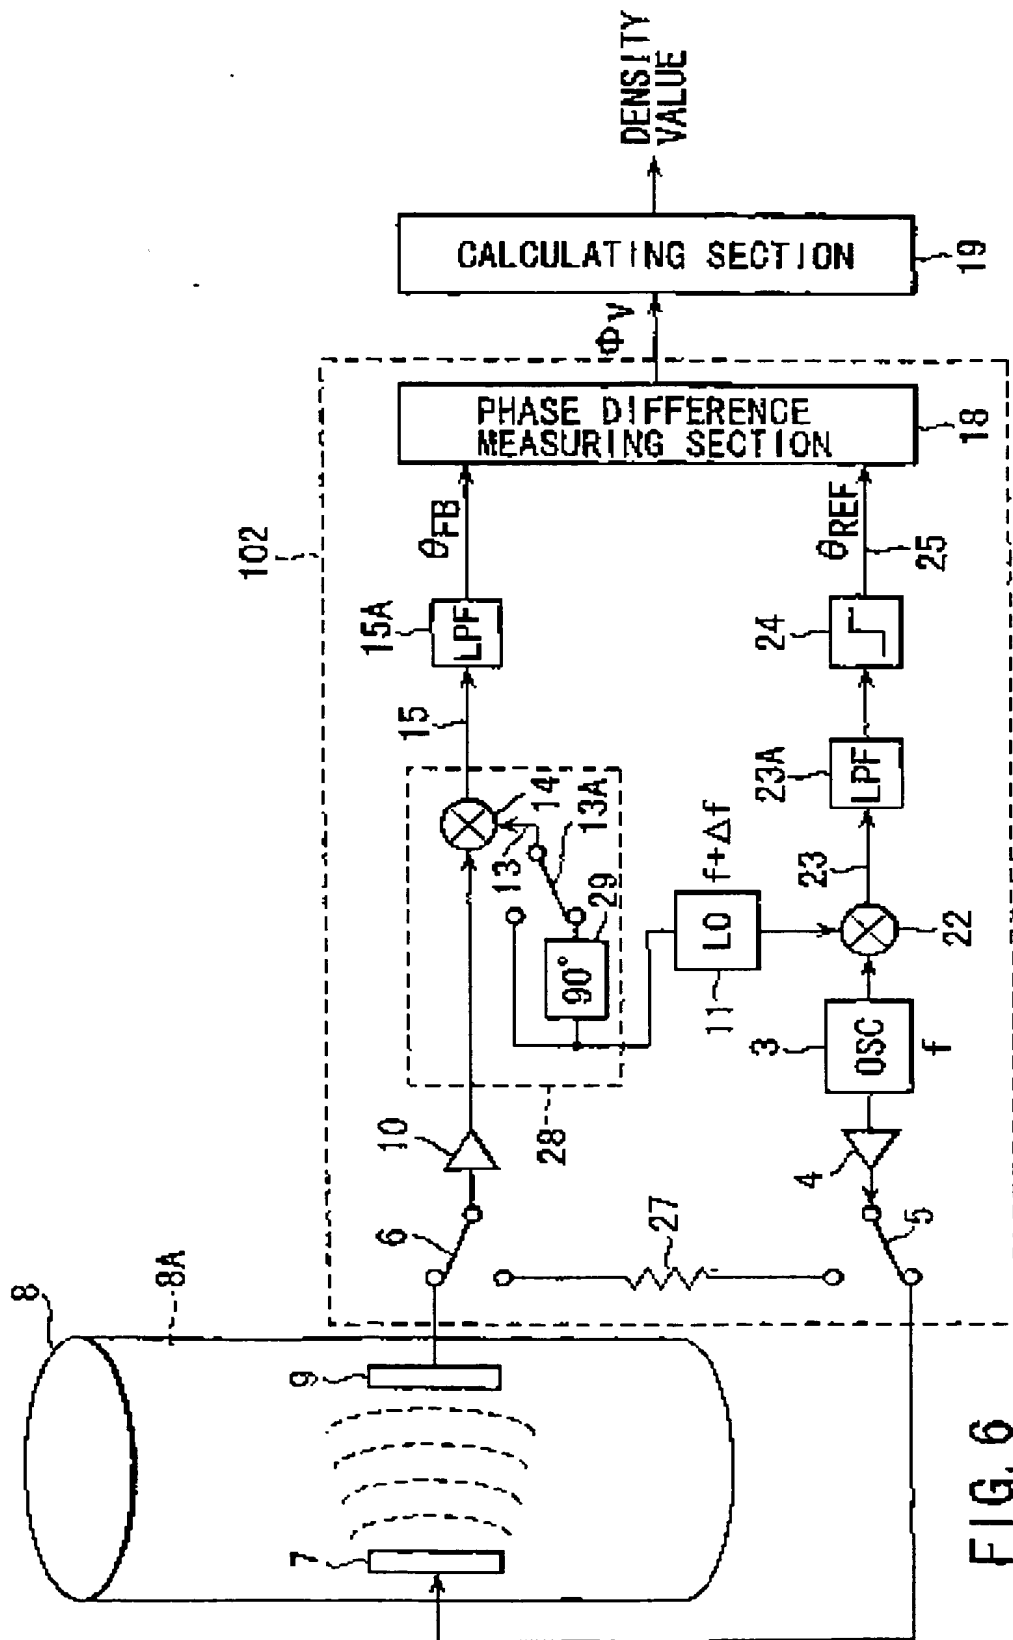 8
8A
9
7
6
27
5
102
10
28
4
3
OSC
f
11
LO
f+Δf
90°
29
13
13A
14
15
15A
LPF
θFB
22
23
23A
LPF
24
25
θREF
PHASE DIFFERENCE
MEASURING SECTION
18
ΦV
CALCULATING SECTION
19
DENSITY
VALUE
FIG. 6